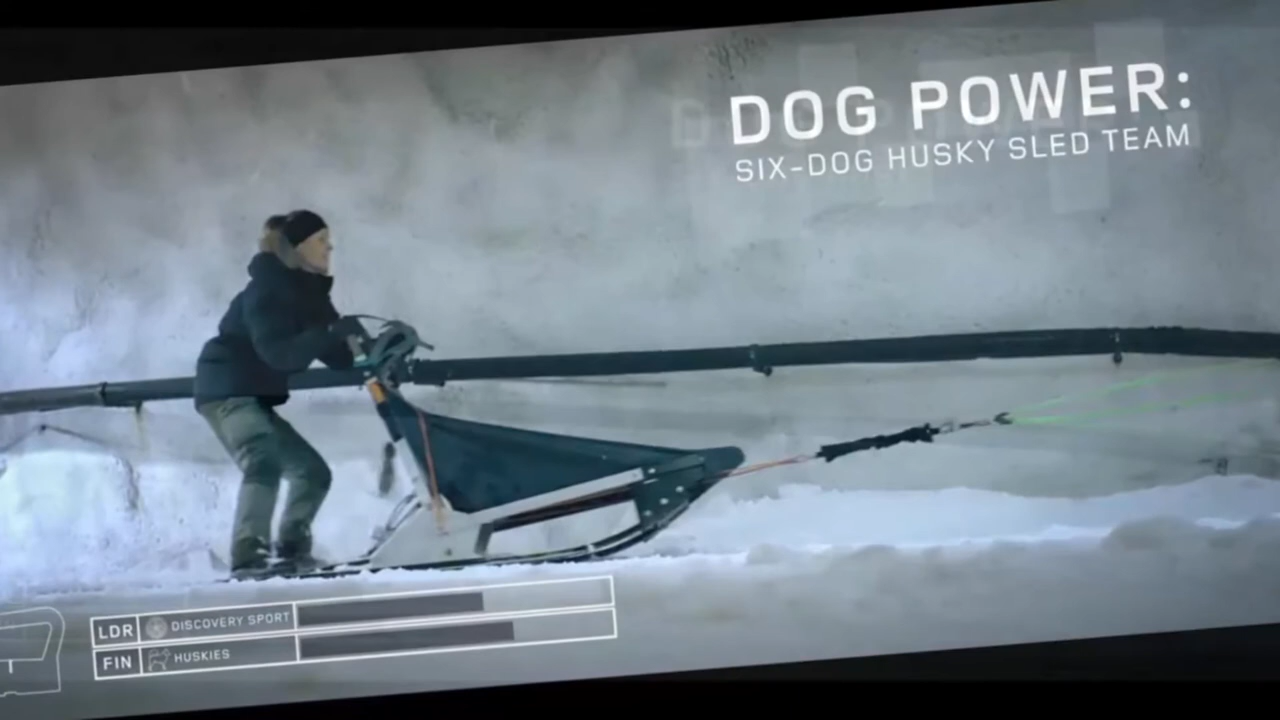 DOG POWER:
SIX-DOG HUSKY SLED TEAM
LDR DISCOVERY SPORT
FIN HUSKIES